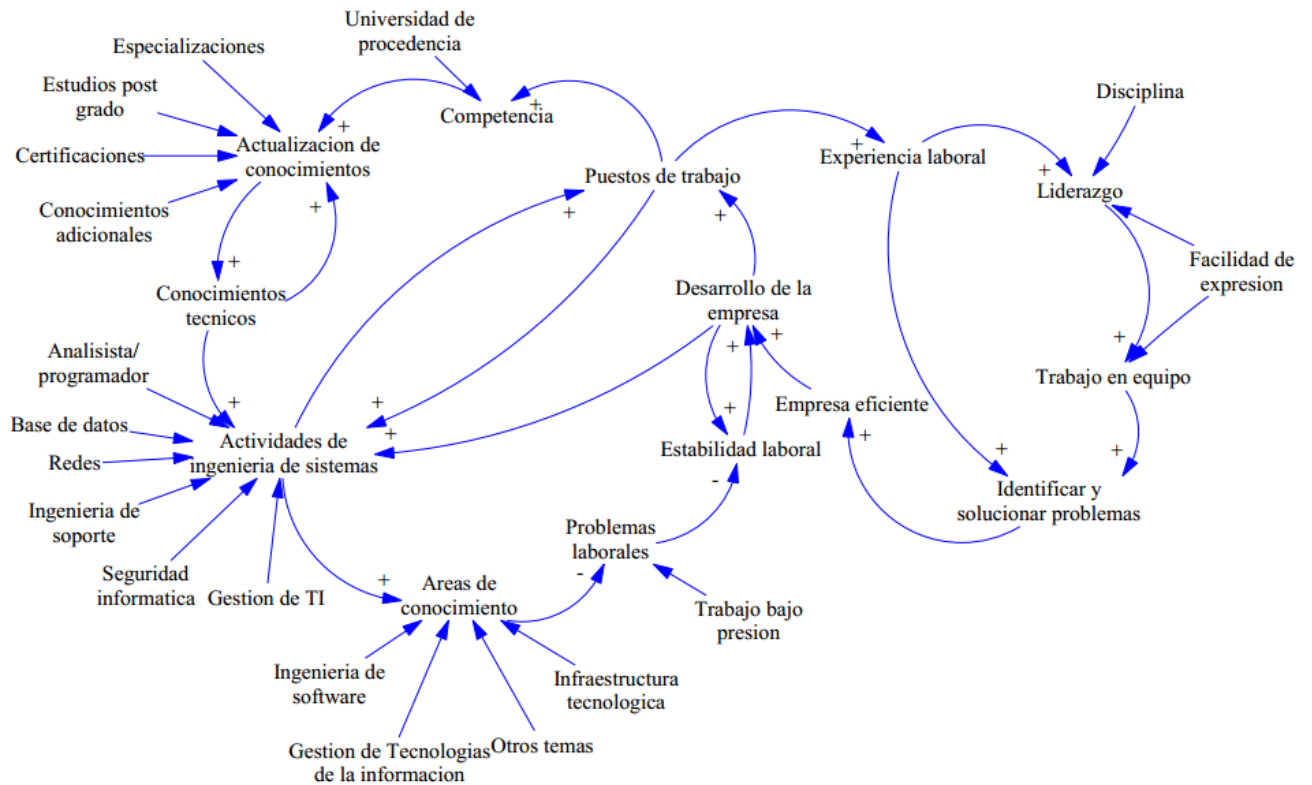 Universidad de
procedencia
Especializaciones
Estudios post
grado
Disciplina
Competencia
+
+
Certificaciones
Actualizacion de
conocimientos
+
Experiencia laboral
+
Puestos de trabajo
+
Liderazgo
Conocimientos
adicionales
+
+
+
Facilidad de
expresion
+
Conocimientos
tecnicos
Desarrollo de la
empresa
+
+
+
Analisista/
programador
Trabajo en equipo
+
+
+
Empresa eficiente
Base de datos
+
+
Actividades de
ingenieria de sistemas
Estabilidad laboral
Redes
+
+
-
Identificar y
solucionar problemas
Ingenieria de
soporte
Problemas
laborales
Seguridad
informatica
Gestion de TI
+
-
Areas de
conocimiento
Trabajo bajo
presion
Ingenieria de
software
Infraestructura
tecnologica
Gestion de Tecnologias
de la informacion
Otros temas